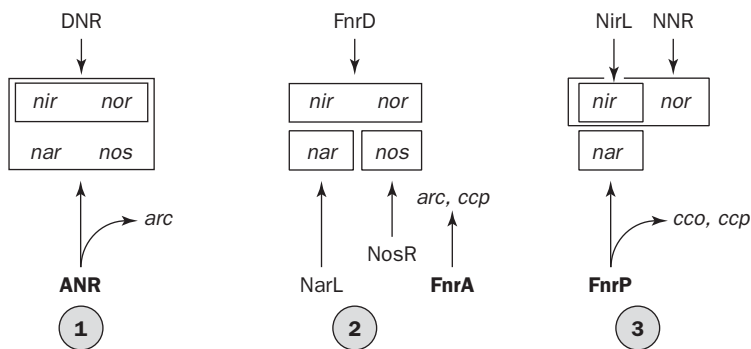 DNR FnrD NirL NNR
nir nor nir nor nir nor
nar nos nar nos nar
arc arc, ccp cco, ccp
NosR
ANR NarL FnrA FnrP
1 2 3